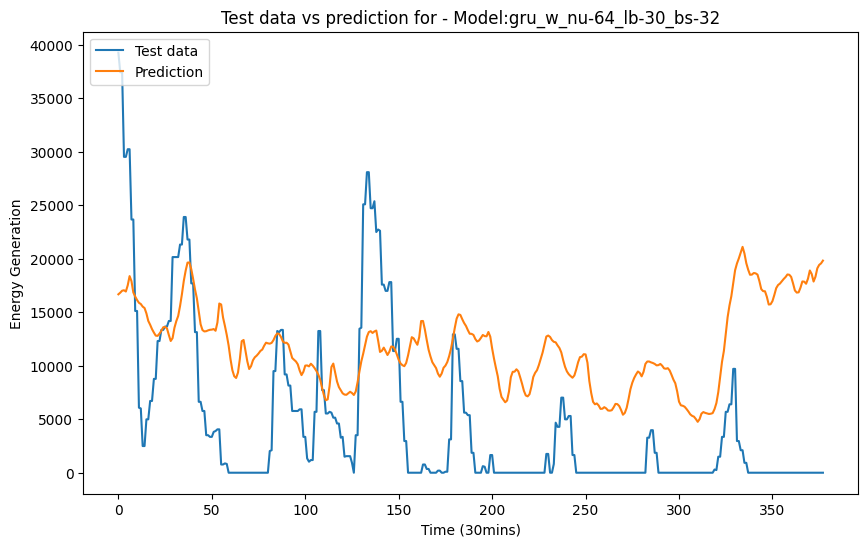 Test data vs prediction for - Model:gru_w_nu-64_lb-30_bs-32
Test data
Prediction
40000
35000
30000
25000
20000
15000
10000
5000
0
Energy Generation
0 50 100 150 200 250 300 350
Time (30mins)